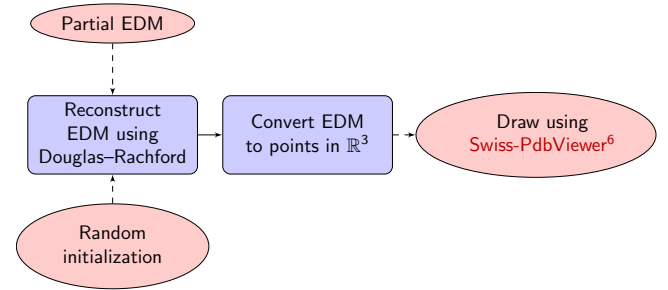 Partial EDM
Reconstruct
EDM using
Douglas–Rachford
Convert EDM
to points in ℝ³
Draw using
Swiss-PdbViewer⁶
Random
initialization